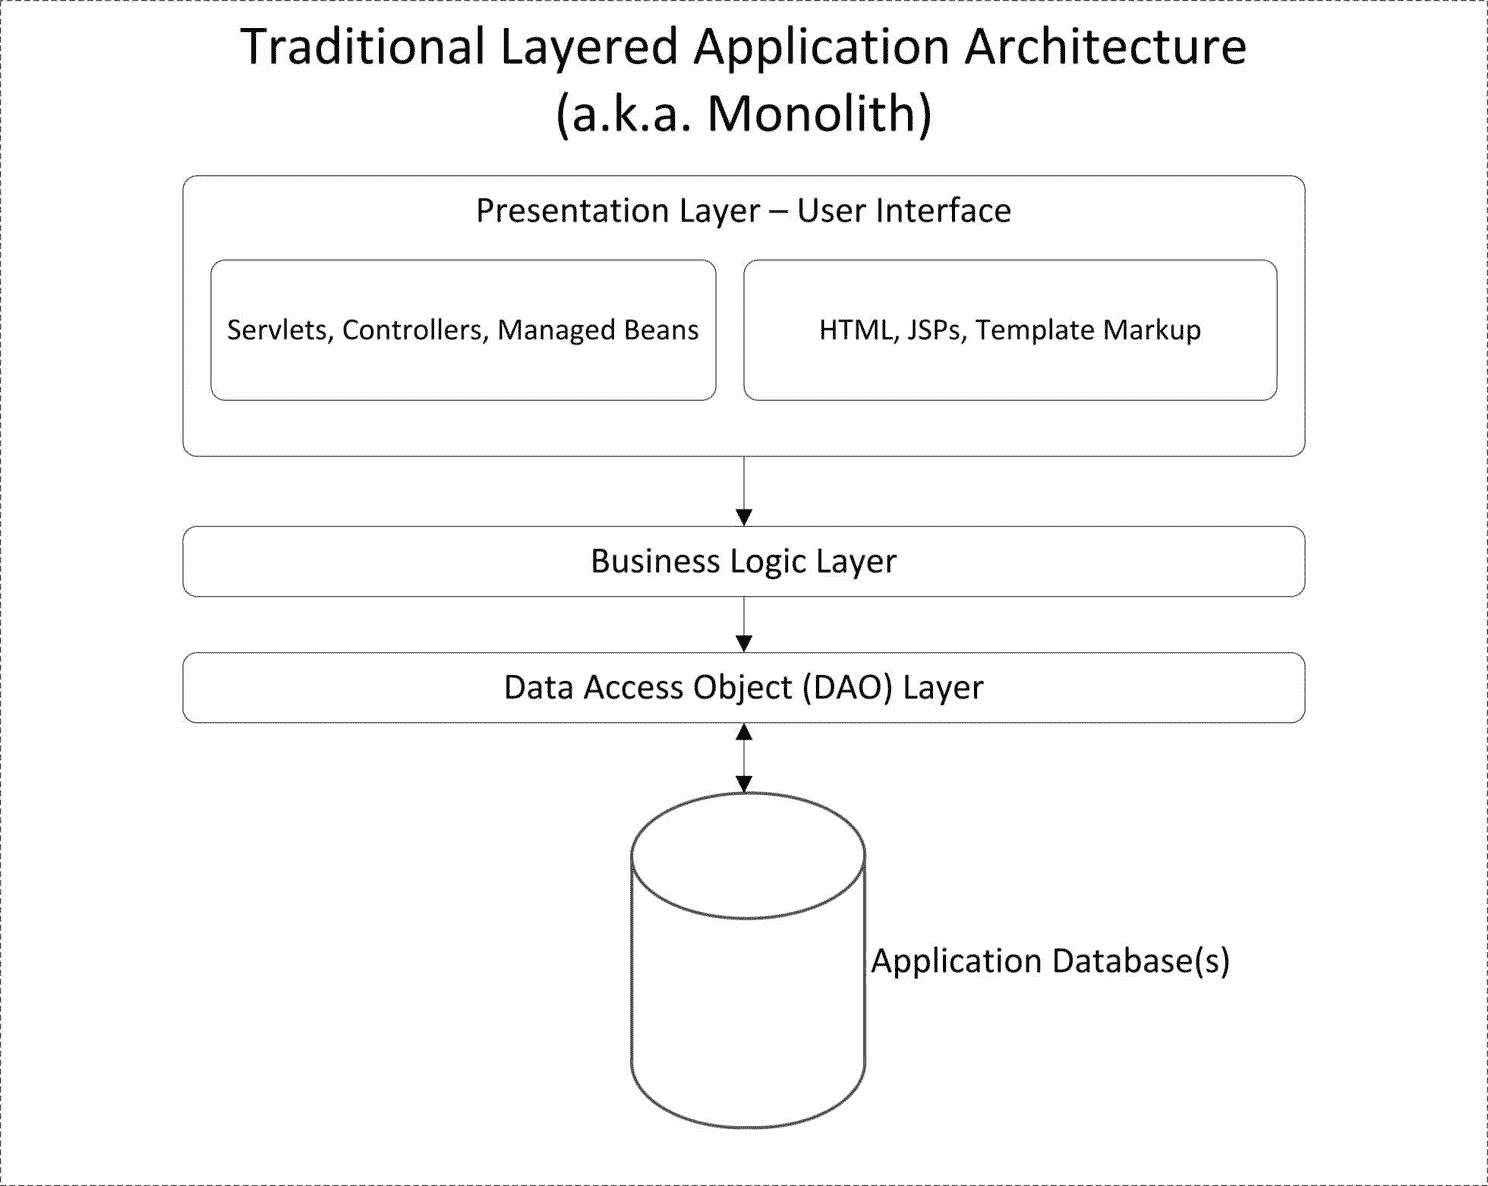 Traditional Layered Application Architecture
(a.k.a. Monolith)
Presentation Layer – User Interface
Servlets, Controllers, Managed Beans
HTML, JSPs, Template Markup
Business Logic Layer
Data Access Object (DAO) Layer
Application Database(s)